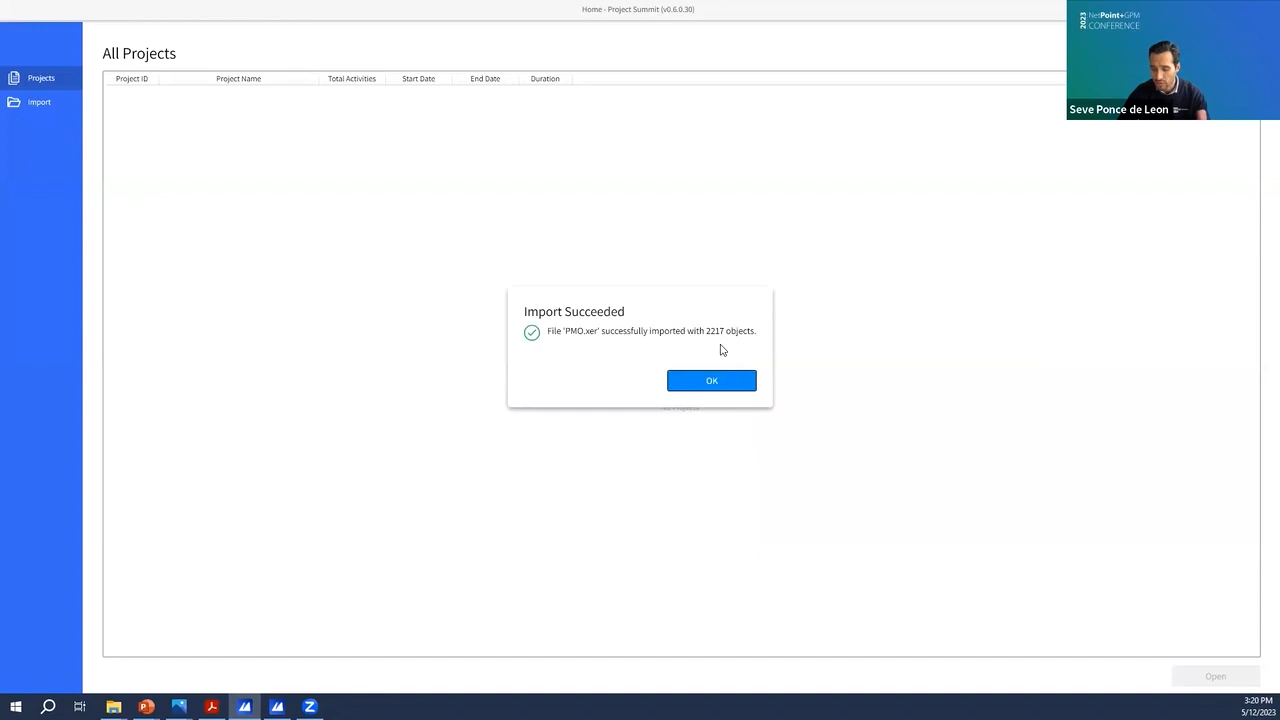 Home - Project Summit (v0.6.0.30)
2023
NetPoint+GPM
CONFERENCE
Seve Ponce de Leon
Projects
Import
All Projects
Project ID
Project Name
Total Activities
Start Date
End Date
Duration
Import Succeeded
File 'PMO.xer' successfully imported with 2217 objects.
OK
Open
3:20 PM
5/12/2023